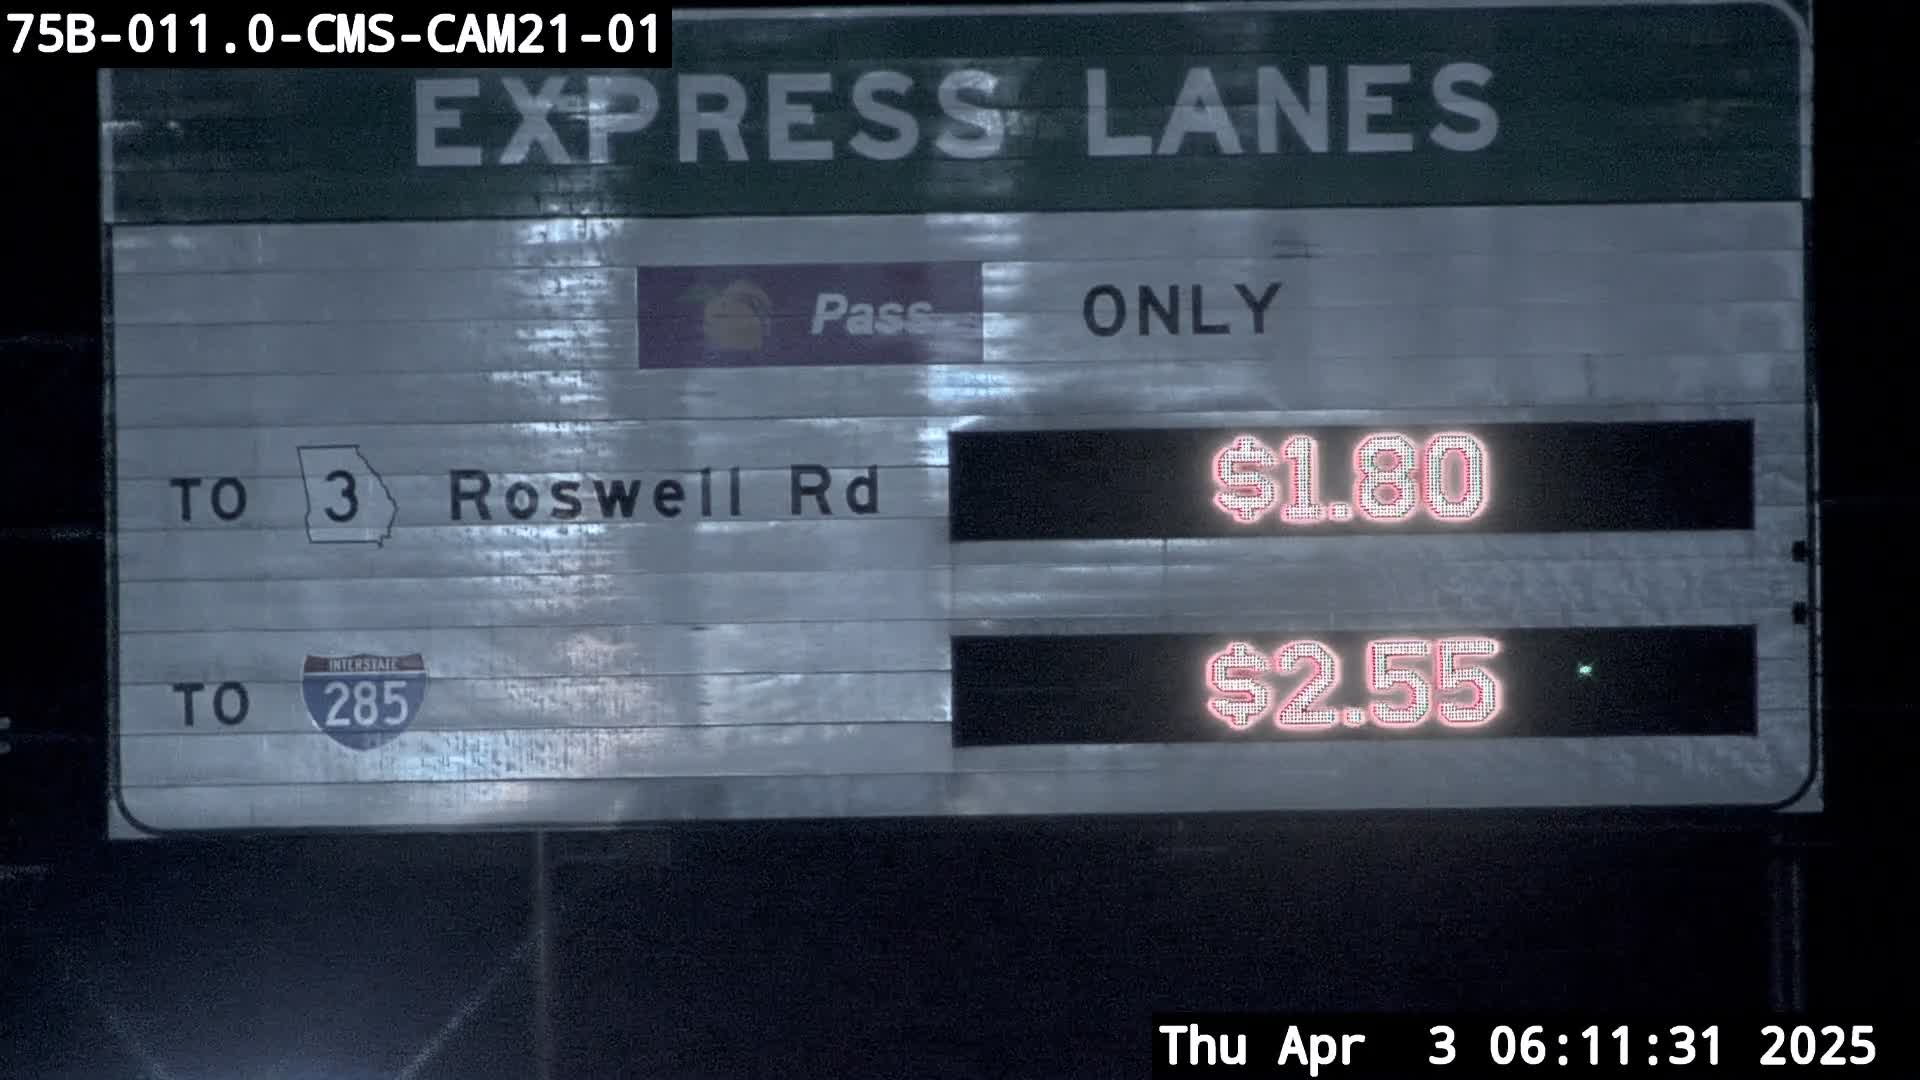 75B-011.0-CMS-CAM21-01
EXPRESS LANES
Pass ONLY
TO 3 Roswell Rd $1.80
INTERSTATE
TO 285 $2.55
Thu Apr 3 06:11:31 2025